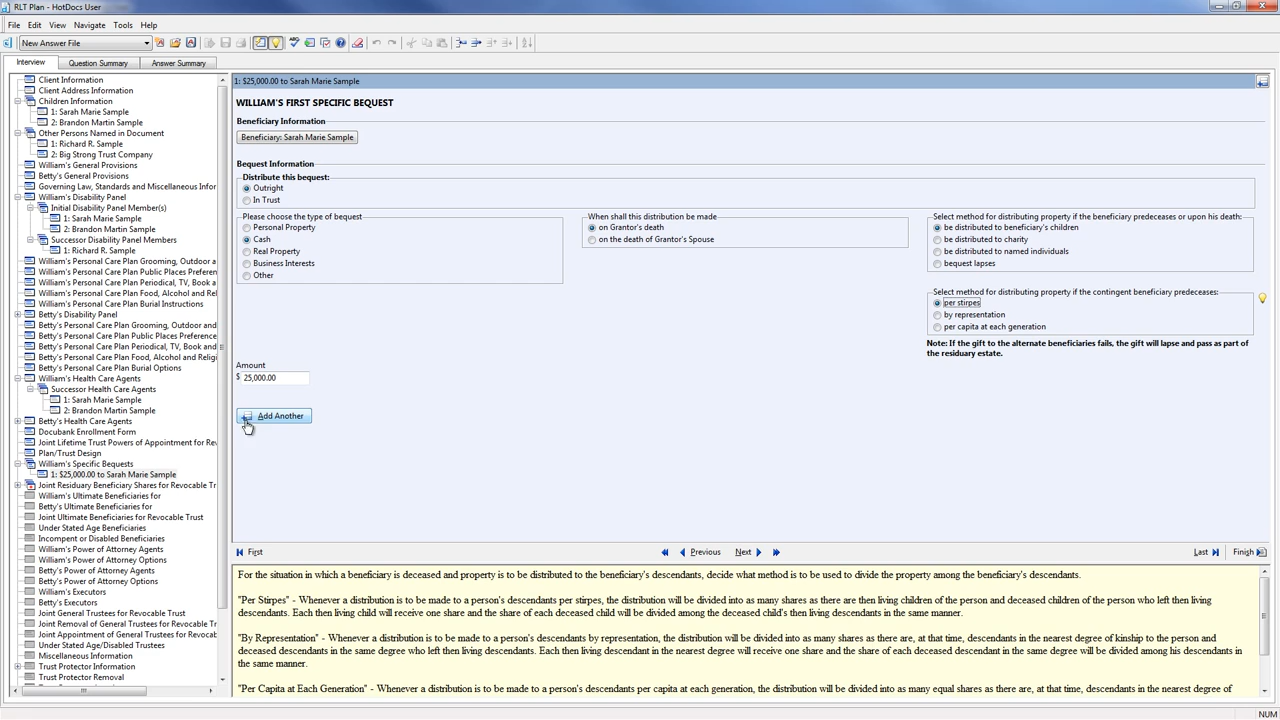 RLT Plan - HotDocs User
File Edit View Navigate Tools Help
New Answer File
Interview Question Summary Answer Summary
Client Information
Client Address Information
Children Information
1: Sarah Marie Sample
2: Brandon Martin Sample
Other Persons Named in Document
1: Richard R. Sample
2: Big Strong Trust Company
William's General Provisions
Betty's General Provisions
Governing Law, Standards and Miscellaneous Infor
William's Disability Panel
Initial Disability Panel Member(s)
1: Sarah Marie Sample
2: Brandon Martin Sample
Successor Disability Panel Members
1: Richard R. Sample
William's Personal Care Plan Grooming, Outdoor a
William's Personal Care Plan Public Places Preferen
William's Personal Care Plan Periodical, TV, Book a
William's Personal Care Plan Food, Alcohol and Rel
William's Personal Care Plan Burial Instructions
Betty's Disability Panel
Betty's Personal Care Plan Grooming, Outdoor and
Betty's Personal Care Plan Public Places Preference
Betty's Personal Care Plan Periodical, TV, Book and
Betty's Personal Care Plan Food, Alcohol and Religi
Betty's Personal Care Plan Burial Options
William's Health Care Agents
Successor Health Care Agents
1: Sarah Marie Sample
2: Brandon Martin Sample
Betty's Health Care Agents
Docubank Enrollment Form
Joint Lifetime Trust Powers of Appointment for Rev
Plan/Trust Design
William's Specific Bequests
1: $25,000.00 to Sarah Marie Sample
Joint Residuary Beneficiary Shares for Revocable Tr
William's Ultimate Beneficiaries for
Betty's Ultimate Beneficiaries for
Joint Ultimate Beneficiaries for Revocable Trust
Under Stated Age Beneficiaries
Incompent or Disabled Beneficiaries
William's Power of Attorney Agents
William's Power of Attorney Options
Betty's Power of Attorney Agents
Betty's Power of Attorney Options
William's Executors
Betty's Executors
Joint General Trustees for Revocable Trust
Joint Removal of General Trustees for Revocable T
Joint Appointment of General Trustees for Revocab
Under Stated Age/Disabled Trustees
Miscellaneous Information
Trust Protector Information
Trust Protector Removal
1: $25,000.00 to Sarah Marie Sample
WILLIAM'S FIRST SPECIFIC BEQUEST
Beneficiary Information
Beneficiary: Sarah Marie Sample
Bequest Information
Distribute this bequest:
Outright
In Trust
Please choose the type of bequest
Personal Property
Cash
Real Property
Business Interests
Other
When shall this distribution be made
on Grantor's death
on the death of Grantor's Spouse
Select method for distributing property if the beneficiary predeceases or upon his death:
be distributed to beneficiary's children
be distributed to charity
be distributed to named individuals
bequest lapses
Select method for distributing property if the contingent beneficiary predeceases:
per stirpes
by representation
per capita at each generation
Note: If the gift to the alternate beneficiaries fails, the gift will lapse and pass as part of
the residuary estate.
Amount
$ 25,000.00
Add Another
First Previous Next Last Finish
For the situation in which a beneficiary is deceased and property is to be distributed to the beneficiary's descendants, decide what method is to be used to divide the property among the beneficiary's descendants.
"Per Stirpes" - Whenever a distribution is to be made to a person's descendants per stirpes, the distribution will be divided into as many shares as there are then living children of the person and deceased children of the person who left then living
descendants. Each then living child will receive one share and the share of each deceased child will be divided among the deceased child's then living descendants in the same manner.
"By Representation" - Whenever a distribution is to be made to a person's descendants by representation, the distribution will be divided into as many shares as there are, at that time, descendants in the nearest degree of kinship to the person and
deceased descendants in the same degree who left then living descendants. Each then living descendant in the nearest degree will receive one share and the share of each deceased descendant in the same degree will be divided among his descendants in
the same manner.
"Per Capita at Each Generation" - Whenever a distribution is to be made to a person's descendants per capita at each generation, the distribution will be divided into as many equal shares as there are, at that time, descendants in the nearest degree of
NUM